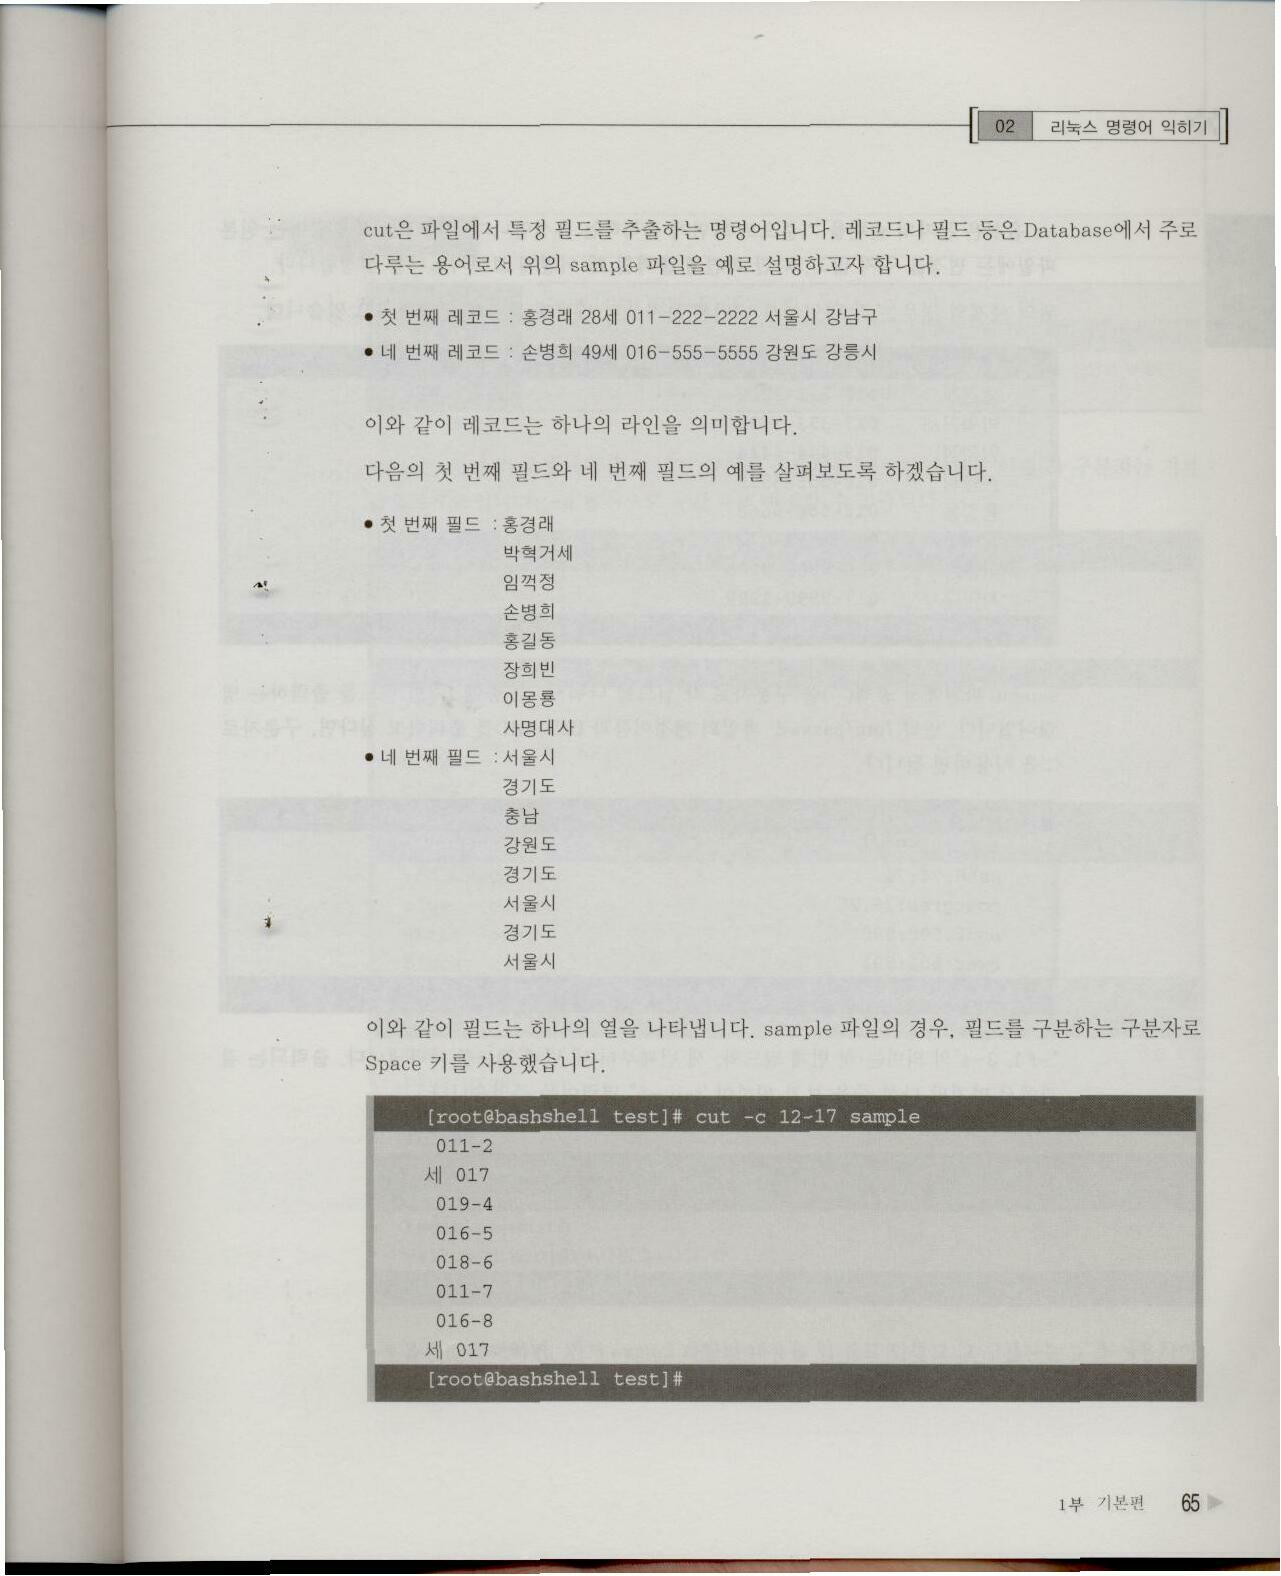 02 리눅스 명령어 익히기
cut은 파일에서 특정 필드를 추출하는 명령어입니다. 레코드나 필드 등은 Database에서 주로
다루는 용어로서 위의 sample 파일을 예로 설명하고자 합니다.
● 첫 번째 레코드 : 홍경래 28세 011-222-2222 서울시 강남구
● 네 번째 레코드 : 손병희 49세 016-555-5555 강원도 강릉시
이와 같이 레코드는 하나의 라인을 의미합니다.
다음의 첫 번째 필드와 네 번째 필드의 예를 살펴보도록 하겠습니다.
● 첫 번째 필드 : 홍경래
박혁거세
임꺽정
손병희
홍길동
장희빈
이몽룡
사명대사
● 네 번째 필드 : 서울시
경기도
충남
강원도
경기도
서울시
경기도
서울시
이와 같이 필드는 하나의 열을 나타냅니다. sample 파일의 경우, 필드를 구분하는 구분자로
Space 키를 사용했습니다.
[root@bashshell test]# cut -c 12-17 sample
011-2
세 017
019-4
016-5
018-6
011-7
016-8
세 017
[root@bashshell test]#
1부 기본편 65